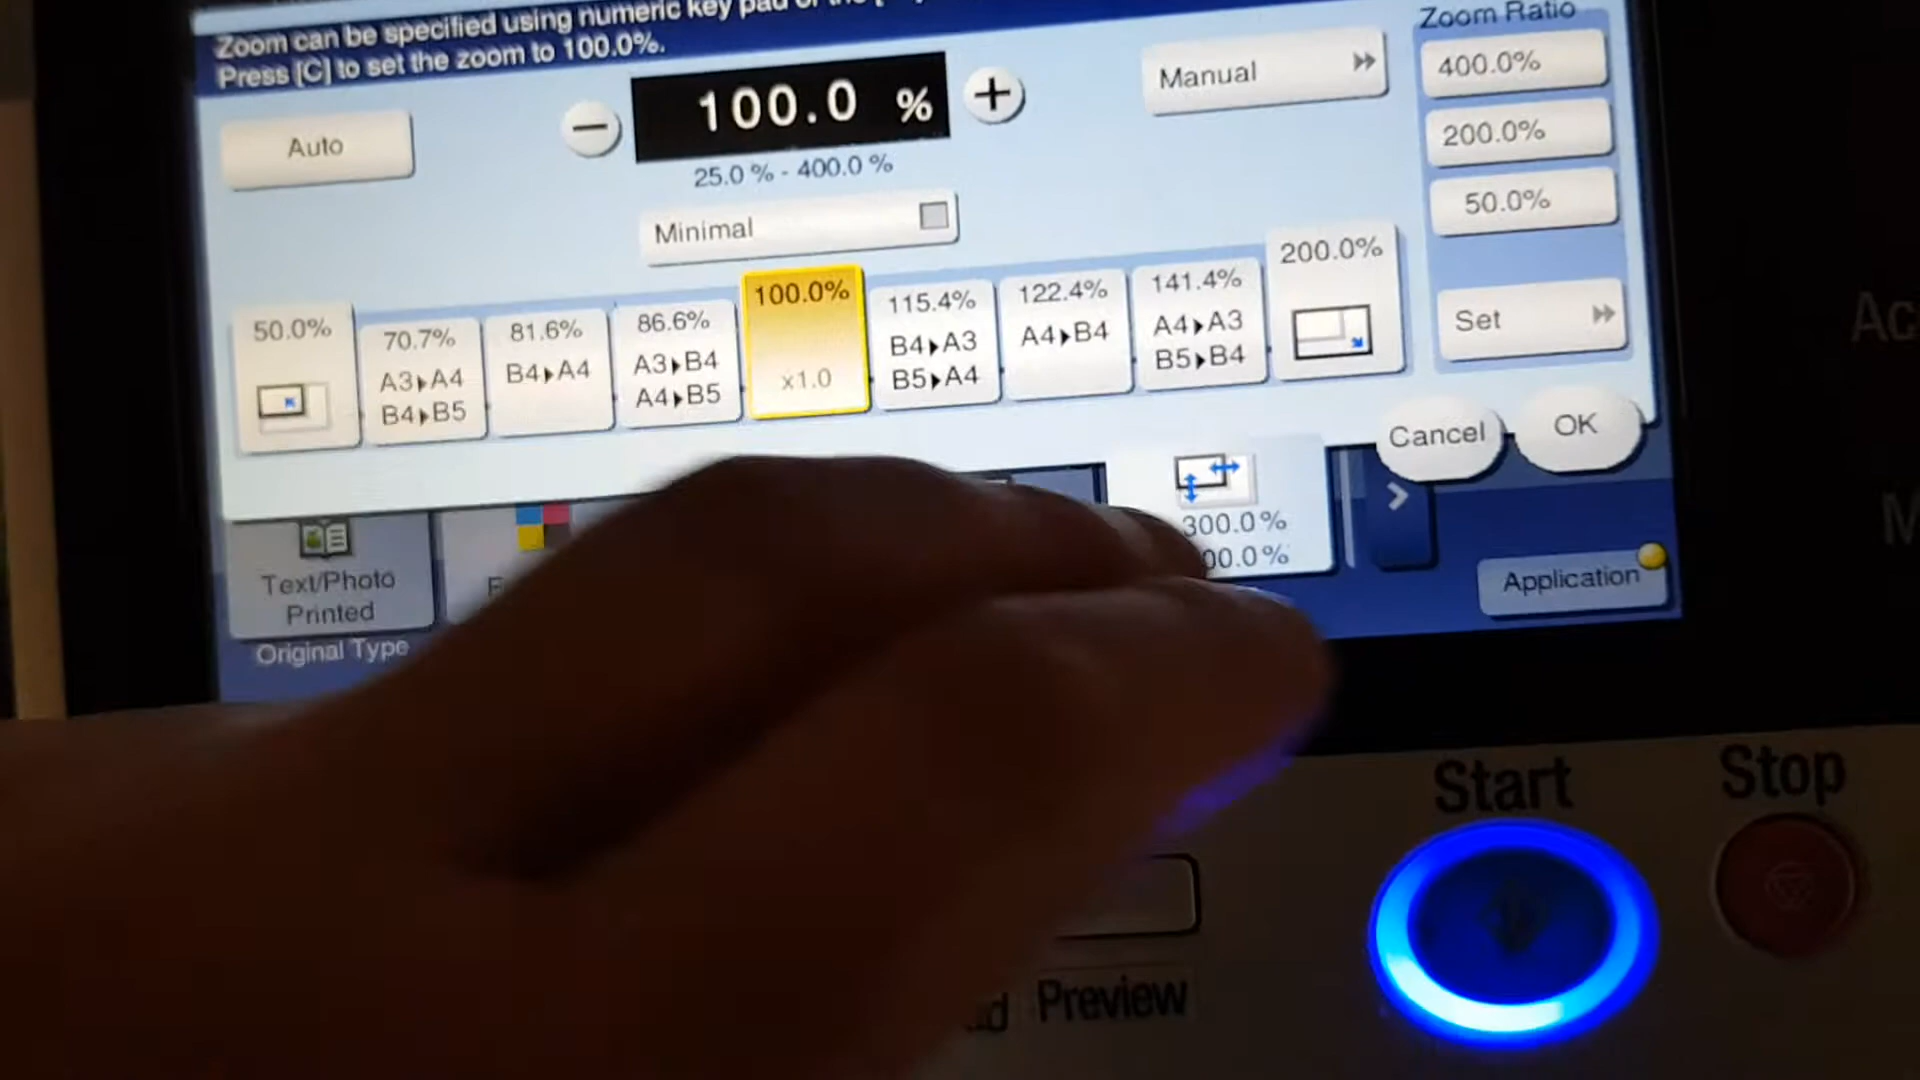 Zoom can be specified using numeric key pad
Press [C] to set the zoom to 100.0%.
Auto
−
100.0 %
+
25.0 % - 400.0 %
Minimal
Manual
Zoom Ratio
400.0%
200.0%
50.0%
Set
50.0%
70.7%
A3▸A4
B4▸B5
81.6%
B4▸A4
86.6%
A3▸B4
A4▸B5
100.0%
x1.0
115.4%
B4▸A3
B5▸A4
122.4%
A4▸B4
141.4%
A4▸A3
B5▸B4
200.0%
Cancel
OK
300.0%
00.0%
Text/Photo
Printed
Original Type
Application
Start
Stop
Preview